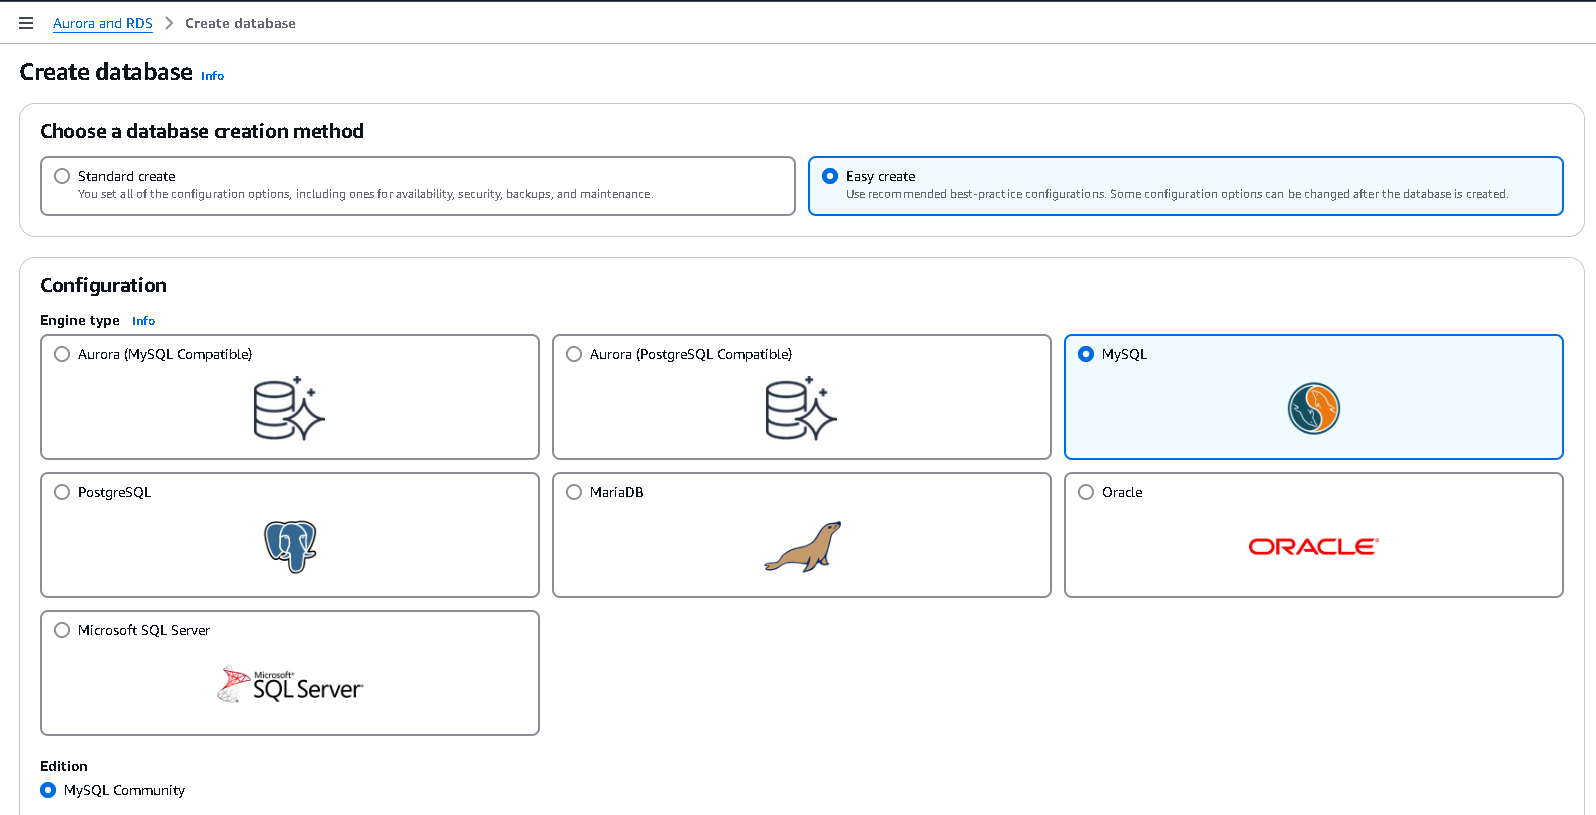 Aurora and RDS > Create database
Create database Info
Choose a database creation method
Standard create
You set all of the configuration options, including ones for availability, security, backups, and maintenance.
Easy create
Use recommended best-practice configurations. Some configuration options can be changed after the database is created.
Configuration
Engine type Info
Aurora (MySQL Compatible)
Aurora (PostgreSQL Compatible)
MySQL
PostgreSQL
MariaDB
Oracle
ORACLE®
Microsoft SQL Server
Microsoft®
SQL Server®
Edition
MySQL Community